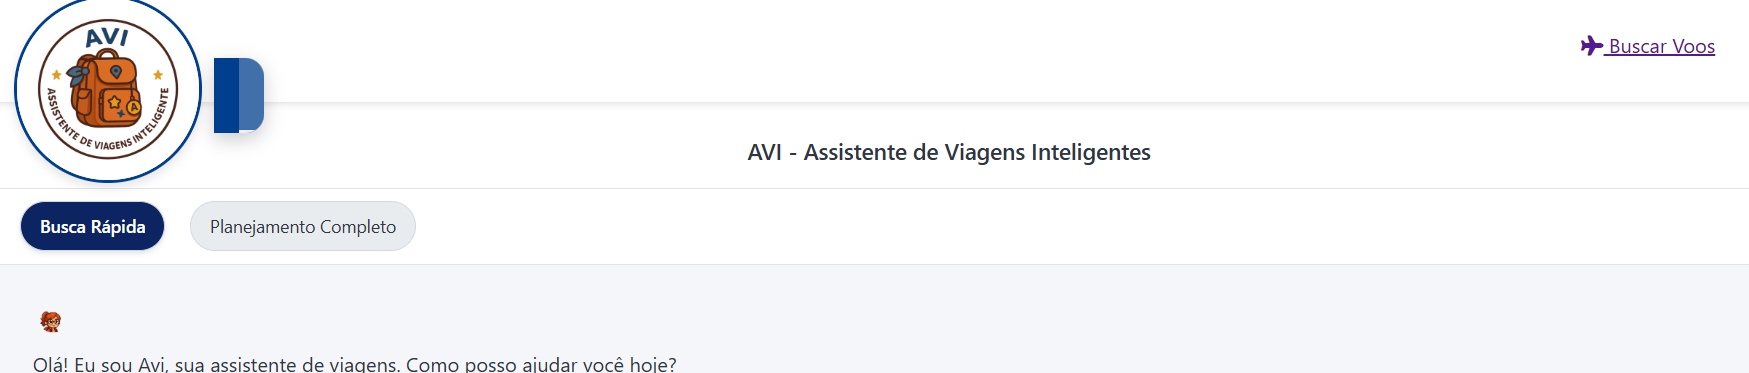 AVI
ASSISTENTE DE VIAGENS INTELIGENTE
A
Buscar Voos
AVI - Assistente de Viagens Inteligentes
Busca Rápida
Planejamento Completo
Olá! Eu sou Avi, sua assistente de viagens. Como posso ajudar você hoje?